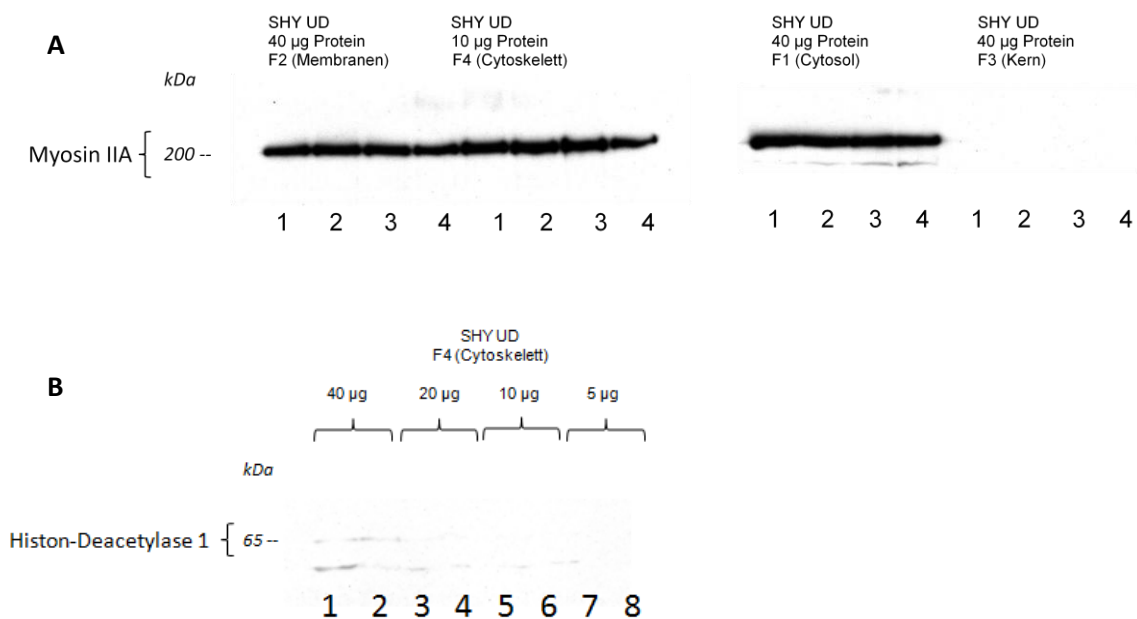 A
SHY UD
40 µg Protein
F2 (Membranen)
SHY UD
10 µg Protein
F4 (Cytoskelett)
SHY UD
40 µg Protein
F1 (Cytosol)
SHY UD
40 µg Protein
F3 (Kern)
kDa
Myosin IIA
200 --
1 2 3 4 1 2 3 4
1 2 3 4 1 2 3 4
SHY UD
F4 (Cytoskelett)
B
40 µg 20 µg 10 µg 5 µg
kDa
Histon-Deacetylase 1
65 --
1 2 3 4 5 6 7 8